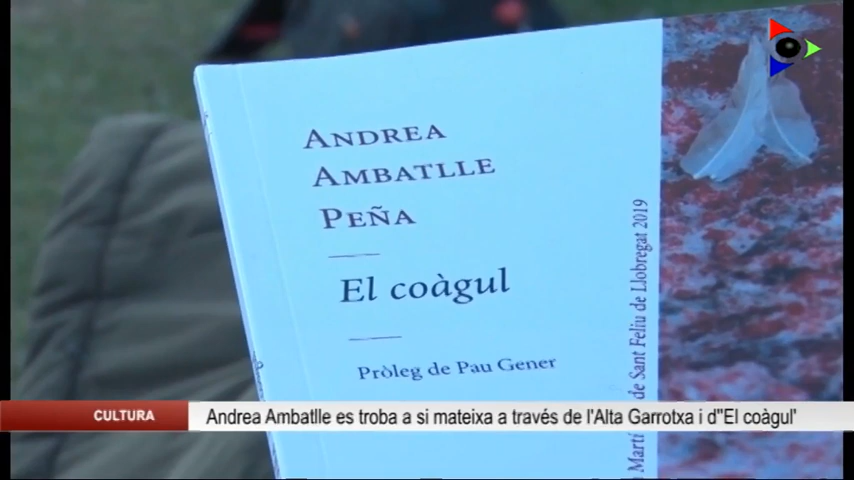 ANDREA
AMBATLLE
PEÑA
El coàgul
Pròleg de Pau Gener
Martí de Sant Feliu de Llobregat 2019
CULTURA
Andrea Ambatlle es troba a si mateixa a través de l'Alta Garrotxa i d''El coàgul'